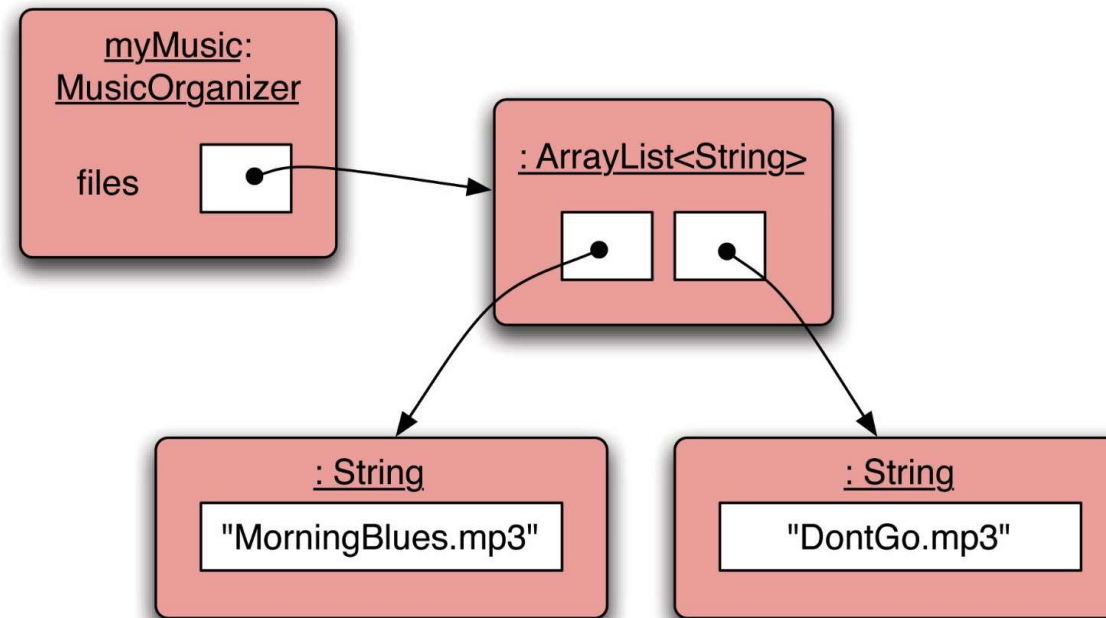 myMusic:
MusicOrganizer
files
: ArrayList<String>
: String
"MorningBlues.mp3"
: String
"DontGo.mp3"